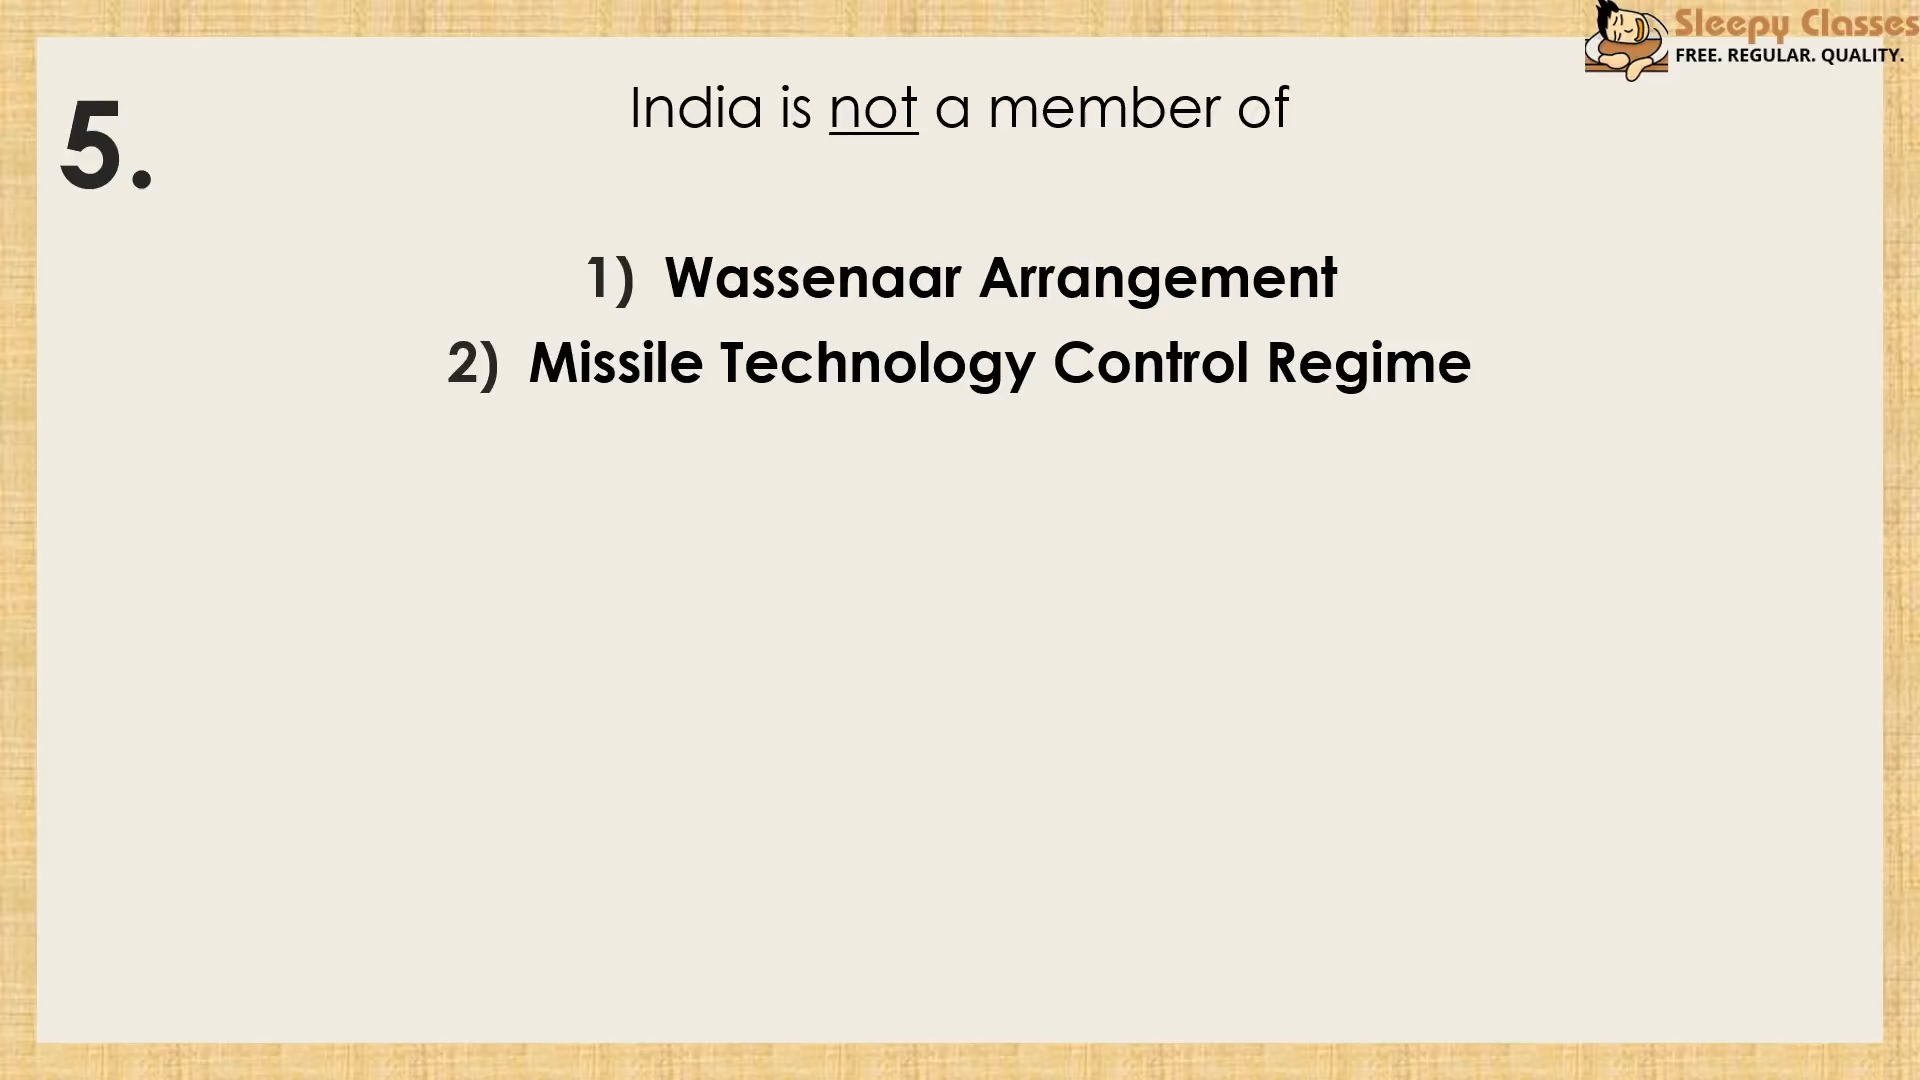 Sleepy Classes
FREE. REGULAR. QUALITY.
5.
India is not a member of
1) Wassenaar Arrangement
2) Missile Technology Control Regime